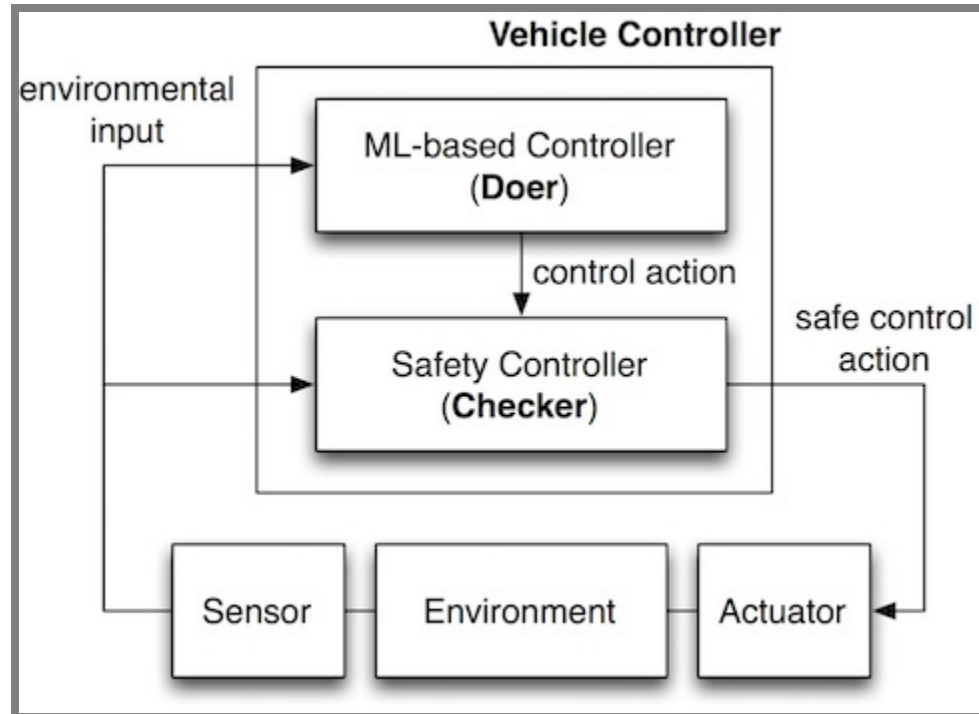 Vehicle Controller
environmental
input
ML-based Controller
(Doer)
control action
safe control
action
Safety Controller
(Checker)
Sensor
Environment
Actuator